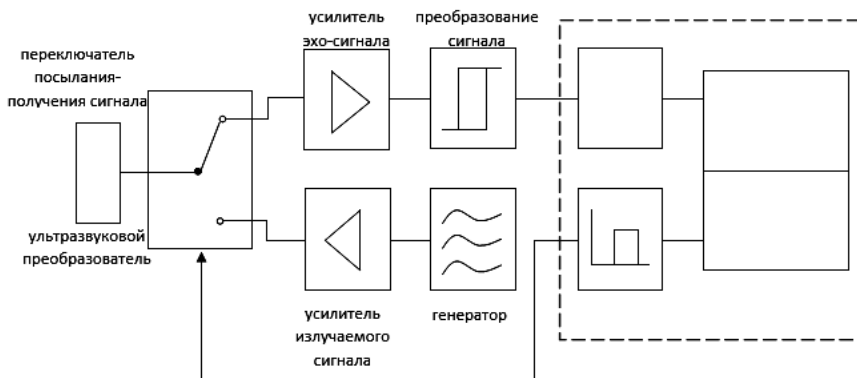 переключатель
посылания-
получения сигнала
усилитель
эхо-сигнала
преобразование
сигнала
ультразвуковой
преобразователь
усилитель
излучаемого
сигнала
генератор